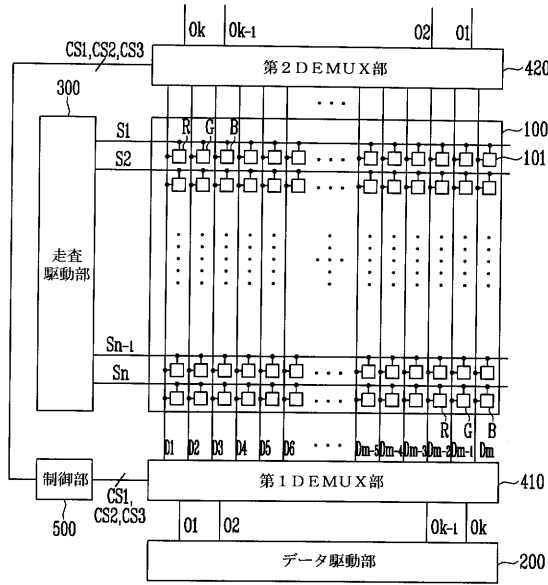 Ok Ok-1 O2 O1
CS1,CS2,CS3
第2DEMUX部
420
300
R G B
100
S1
101
S2
走査
駆動部
Sn-1
Sn
R G B
D1 D2 D3 D4 D5 D6 Dm-5 Dm-4 Dm-3 Dm-2 Dm-1 Dm
制御部
第1DEMUX部
410
500
CS1,
CS2,CS3
O1 O2 Ok-1 Ok
データ駆動部
200